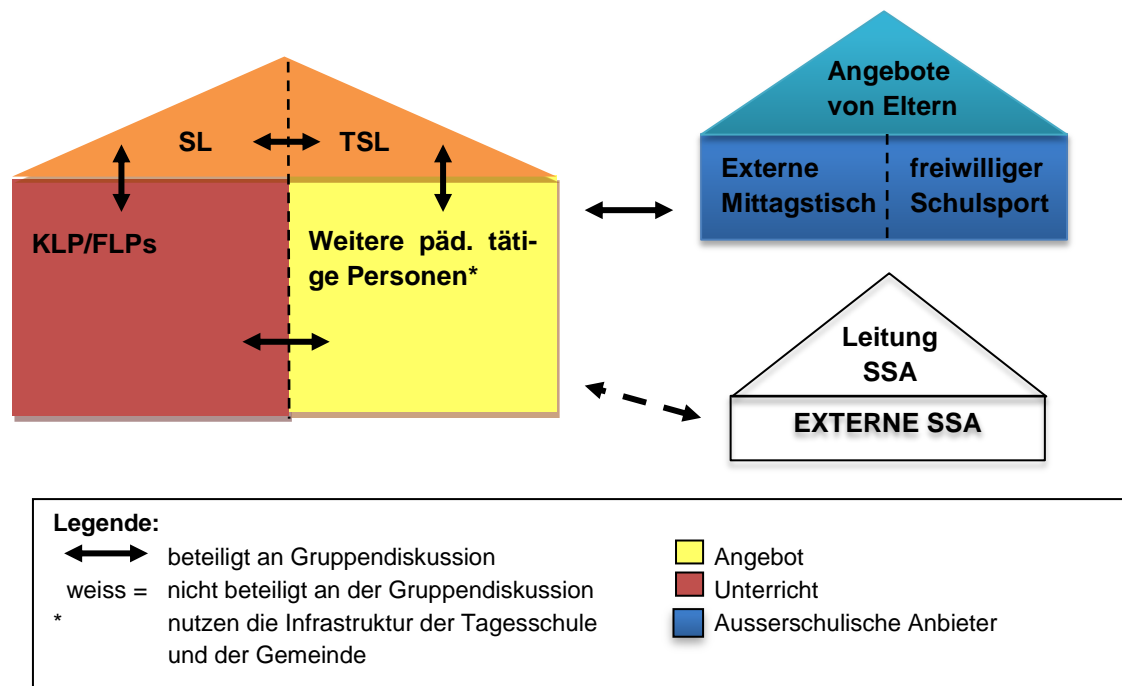 SL
TSL
KLP/FLPs
Weitere päd. täti-
ge Personen*
Angebote
von Eltern
Externe
Mittagstisch
freiwilliger
Schulsport
Leitung
SSA
EXTERNE SSA
Legende:
beteiligt an Gruppendiskussion
weiss = nicht beteiligt an der Gruppendiskussion
* nutzen die Infrastruktur der Tagesschule
und der Gemeinde
Angebot
Unterricht
Ausserschulische Anbieter